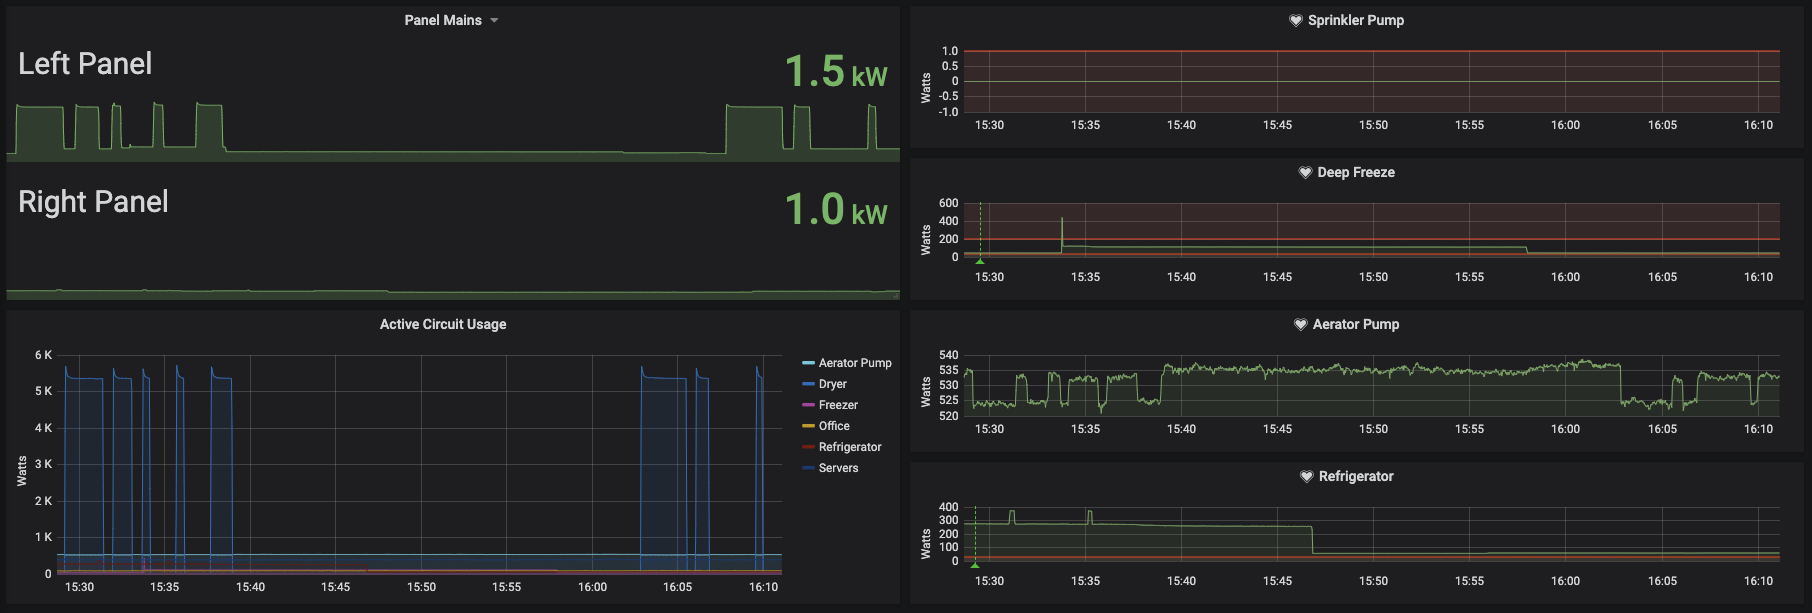 Panel Mains
Left Panel
1.5 kW
Right Panel
1.0 kW
Active Circuit Usage
Watts
6 K
5 K
4 K
3 K
2 K
1 K
0
15:30 15:35 15:40 15:45 15:50 15:55 16:00 16:05 16:10
Aerator Pump
Dryer
Freezer
Office
Refrigerator
Servers
Sprinkler Pump
Watts
1.0
0.5
0
-0.5
-1.0
15:30 15:35 15:40 15:45 15:50 15:55 16:00 16:05 16:10
Deep Freeze
Watts
600
400
200
0
15:30 15:35 15:40 15:45 15:50 15:55 16:00 16:05 16:10
Aerator Pump
Watts
540
535
530
525
520
15:30 15:35 15:40 15:45 15:50 15:55 16:00 16:05 16:10
Refrigerator
Watts
400
300
200
100
0
15:30 15:35 15:40 15:45 15:50 15:55 16:00 16:05 16:10